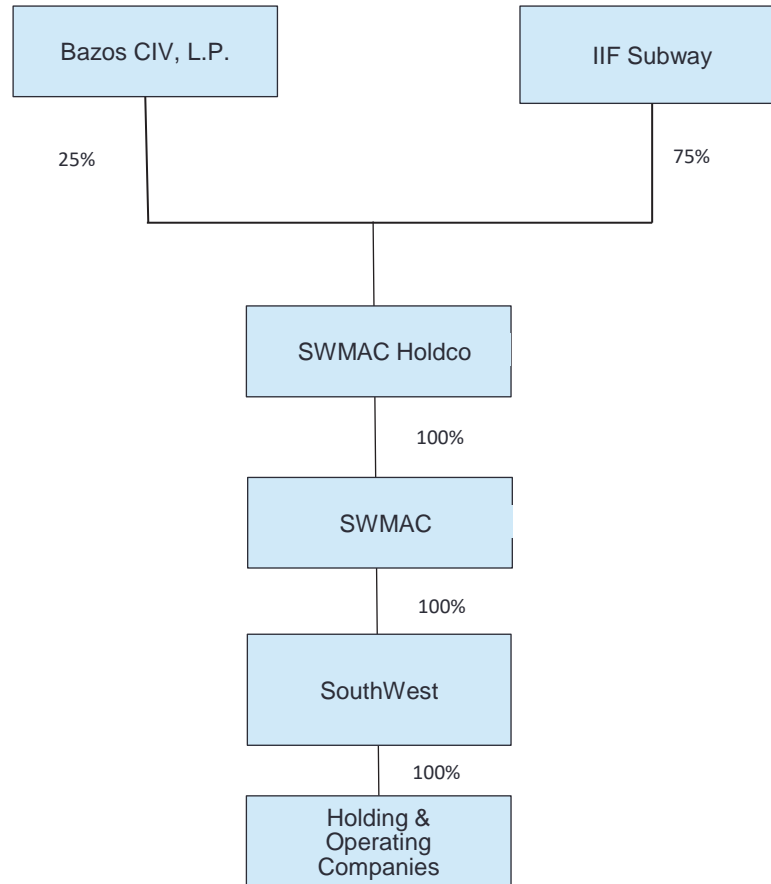 Bazos CIV, L.P.
IIF Subway
25%
75%
SWMAC Holdco
100%
SWMAC
100%
SouthWest
100%
Holding &
Operating
Companies